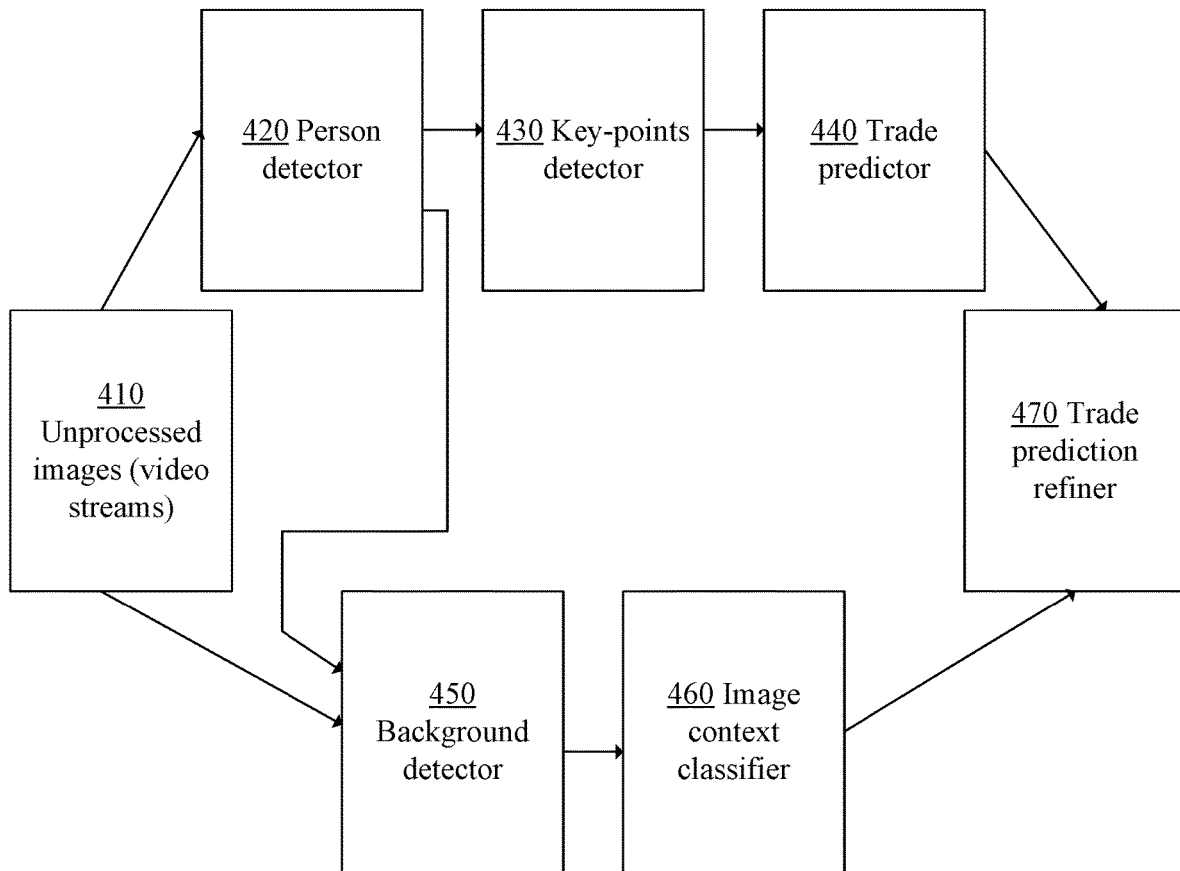 420 Person
detector
430 Key-points
detector
440 Trade
predictor
410
Unprocessed
images (video
streams)
470 Trade
prediction
refiner
450
Background
detector
460 Image
context
classifier